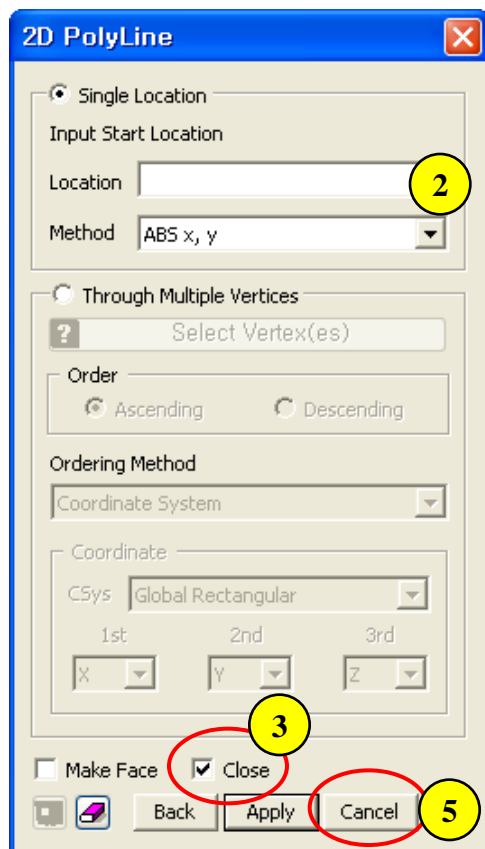 2D PolyLine
Single Location
Input Start Location
Location
2
Method ABS x, y
Through Multiple Vertices
? Select Vertex(es)
Order
Ascending Descending
Ordering Method
Coordinate System
Coordinate
CSys Global Rectangular
1st 2nd 3rd
X Y Z
3
Make Face Close
Back Apply Cancel 5